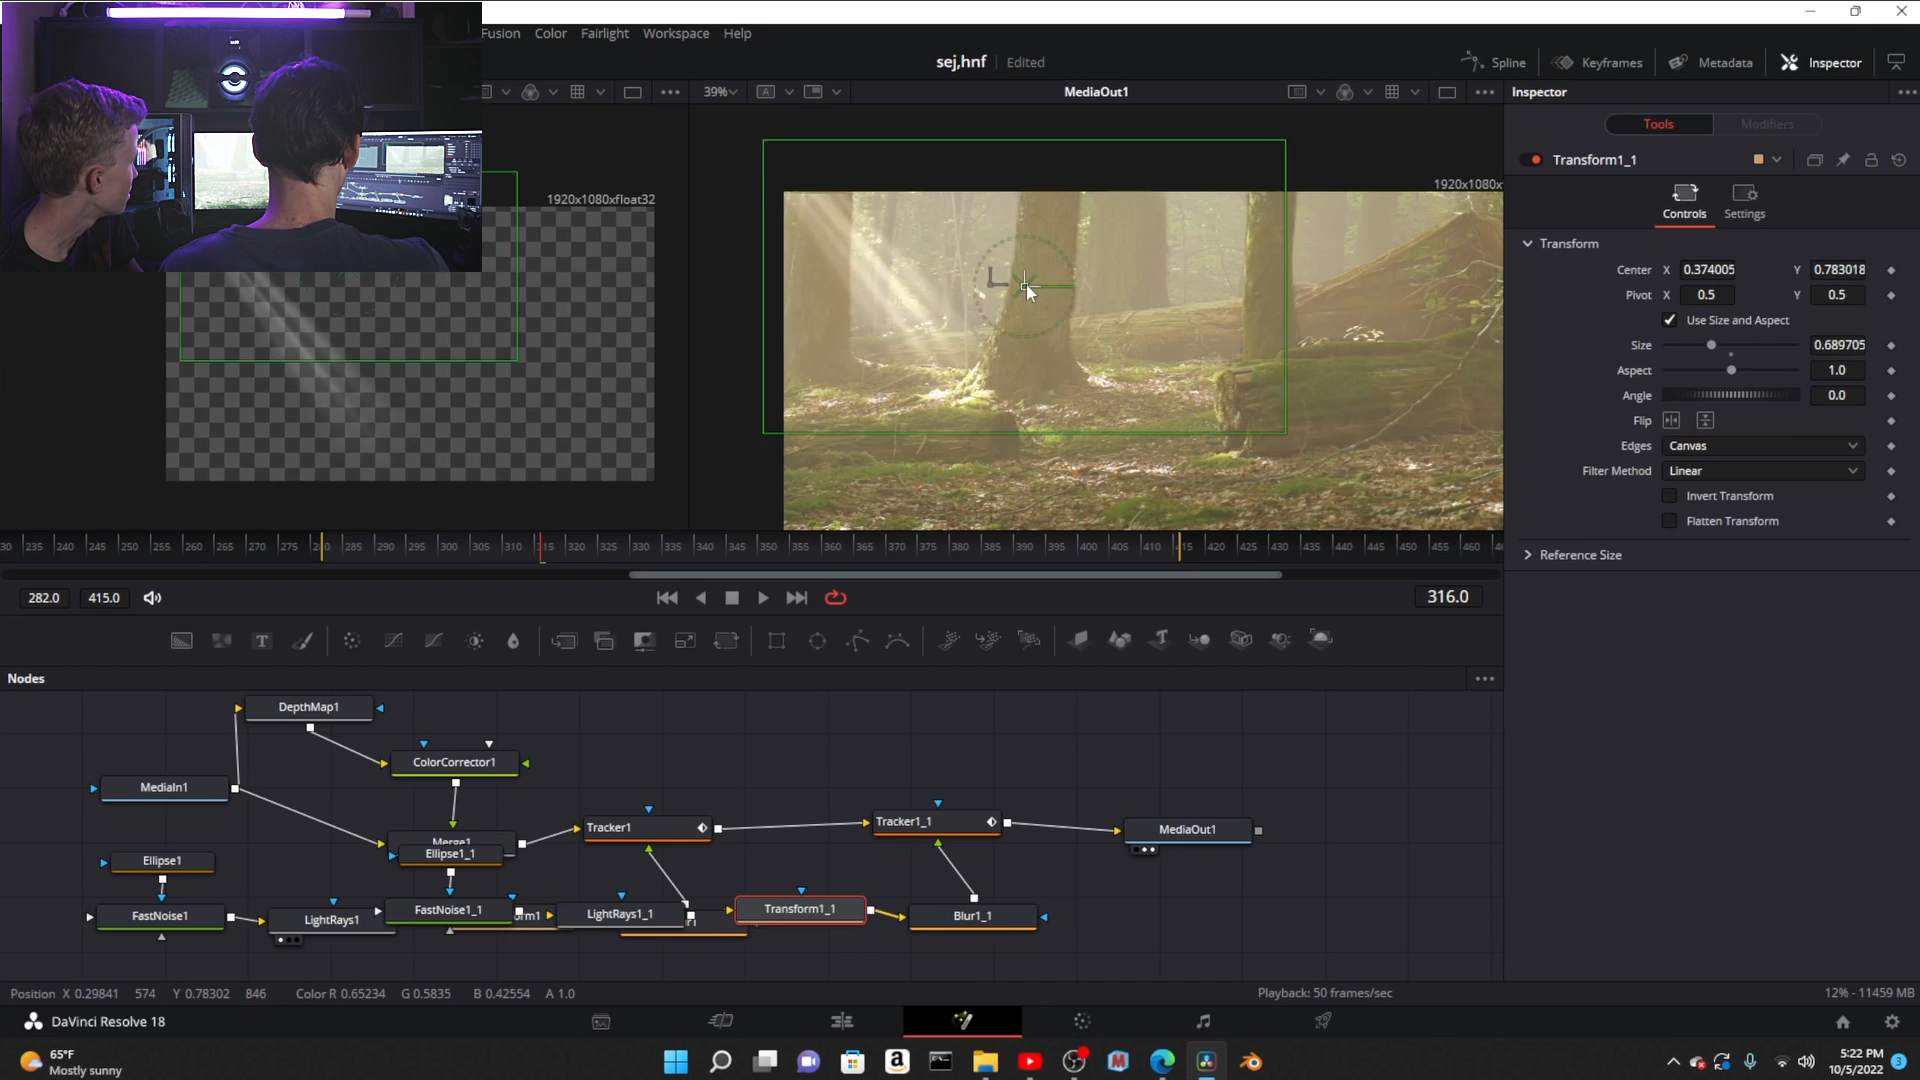 Fusion Color Fairlight Workspace Help
sej,hnf Edited
Spline Keyframes Metadata Inspector
39% A MediaOut1 Inspector
Tools Modifiers
Transform1_1
Controls Settings
1920x1080xfloat32
1920x1080x
Transform
Center X 0.374005 Y 0.783018
Pivot X 0.5 Y 0.5
Use Size and Aspect
Size 0.689705
Aspect 1.0
Angle 0.0
Flip
Edges Canvas
Filter Method Linear
Invert Transform
Flatten Transform
Reference Size
30 235 240 245 250 255 260 265 270 275 280 285 290 295 300 305 310 315 320 325 330 335 340 345 350 355 360 365 370 375 380 385 390 395 400 405 410 415 420 425 430 435 440 445 450 455 460
282.0 415.0 316.0
Nodes
DepthMap1
ColorCorrector1
MediaIn1
Tracker1
Tracker1_1
MediaOut1
Merge1
Ellipse1_1
Ellipse1
FastNoise1
LightRays1
FastNoise1_1
orm1
LightRays1_1
Transform1_1
Blur1_1
Position X 0.29841 574 Y 0.78302 846 Color R 0.65234 G 0.5835 B 0.42554 A 1.0
Playback: 50 frames/sec
12% - 11459 MB
DaVinci Resolve 18
65°F
Mostly sunny
5:22 PM
10/5/2022
3